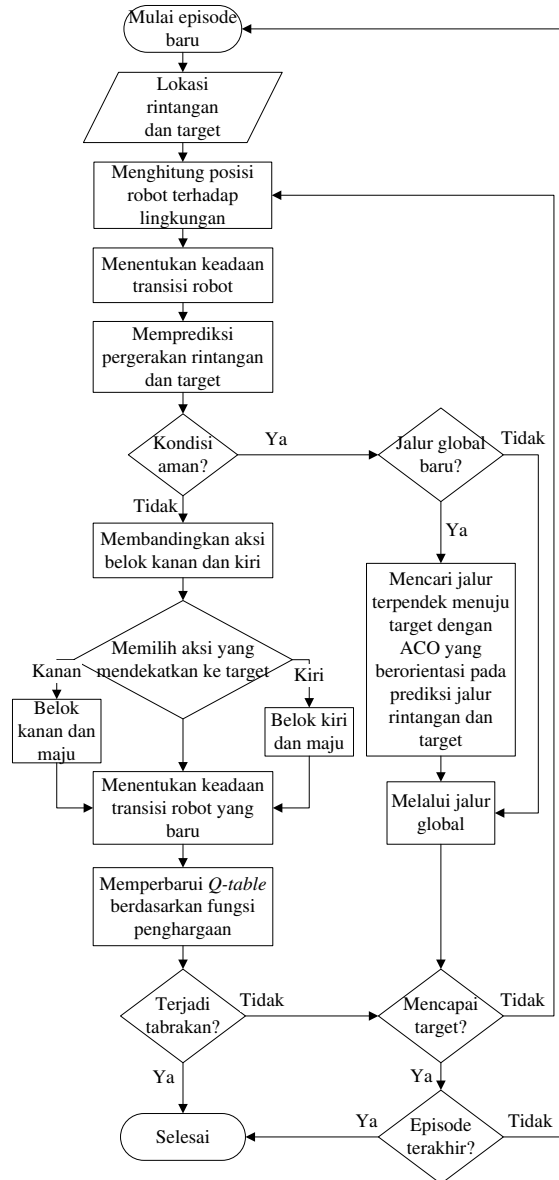 Mulai episode
baru
Lokasi
rintangan
dan target
Menghitung posisi
robot terhadap
lingkungan
Menentukan keadaan
transisi robot
Memprediksi
pergerakan rintangan
dan target
Kondisi
aman?
Ya
Jalur global
baru?
Tidak
Tidak
Ya
Membandingkan aksi
belok kanan dan kiri
Mencari jalur
terpendek menuju
target dengan
ACO yang
berorientasi pada
prediksi jalur
rintangan dan
target
Memilih aksi yang
mendekatkan ke target
Kanan
Kiri
Belok
kanan dan
maju
Belok kiri
dan maju
Menentukan keadaan
transisi robot yang
baru
Melalui jalur
global
Memperbarui Q-table
berdasarkan fungsi
penghargaan
Terjadi
tabrakan?
Tidak
Mencapai
target?
Tidak
Ya
Ya
Selesai
Ya
Episode
terakhir?
Tidak